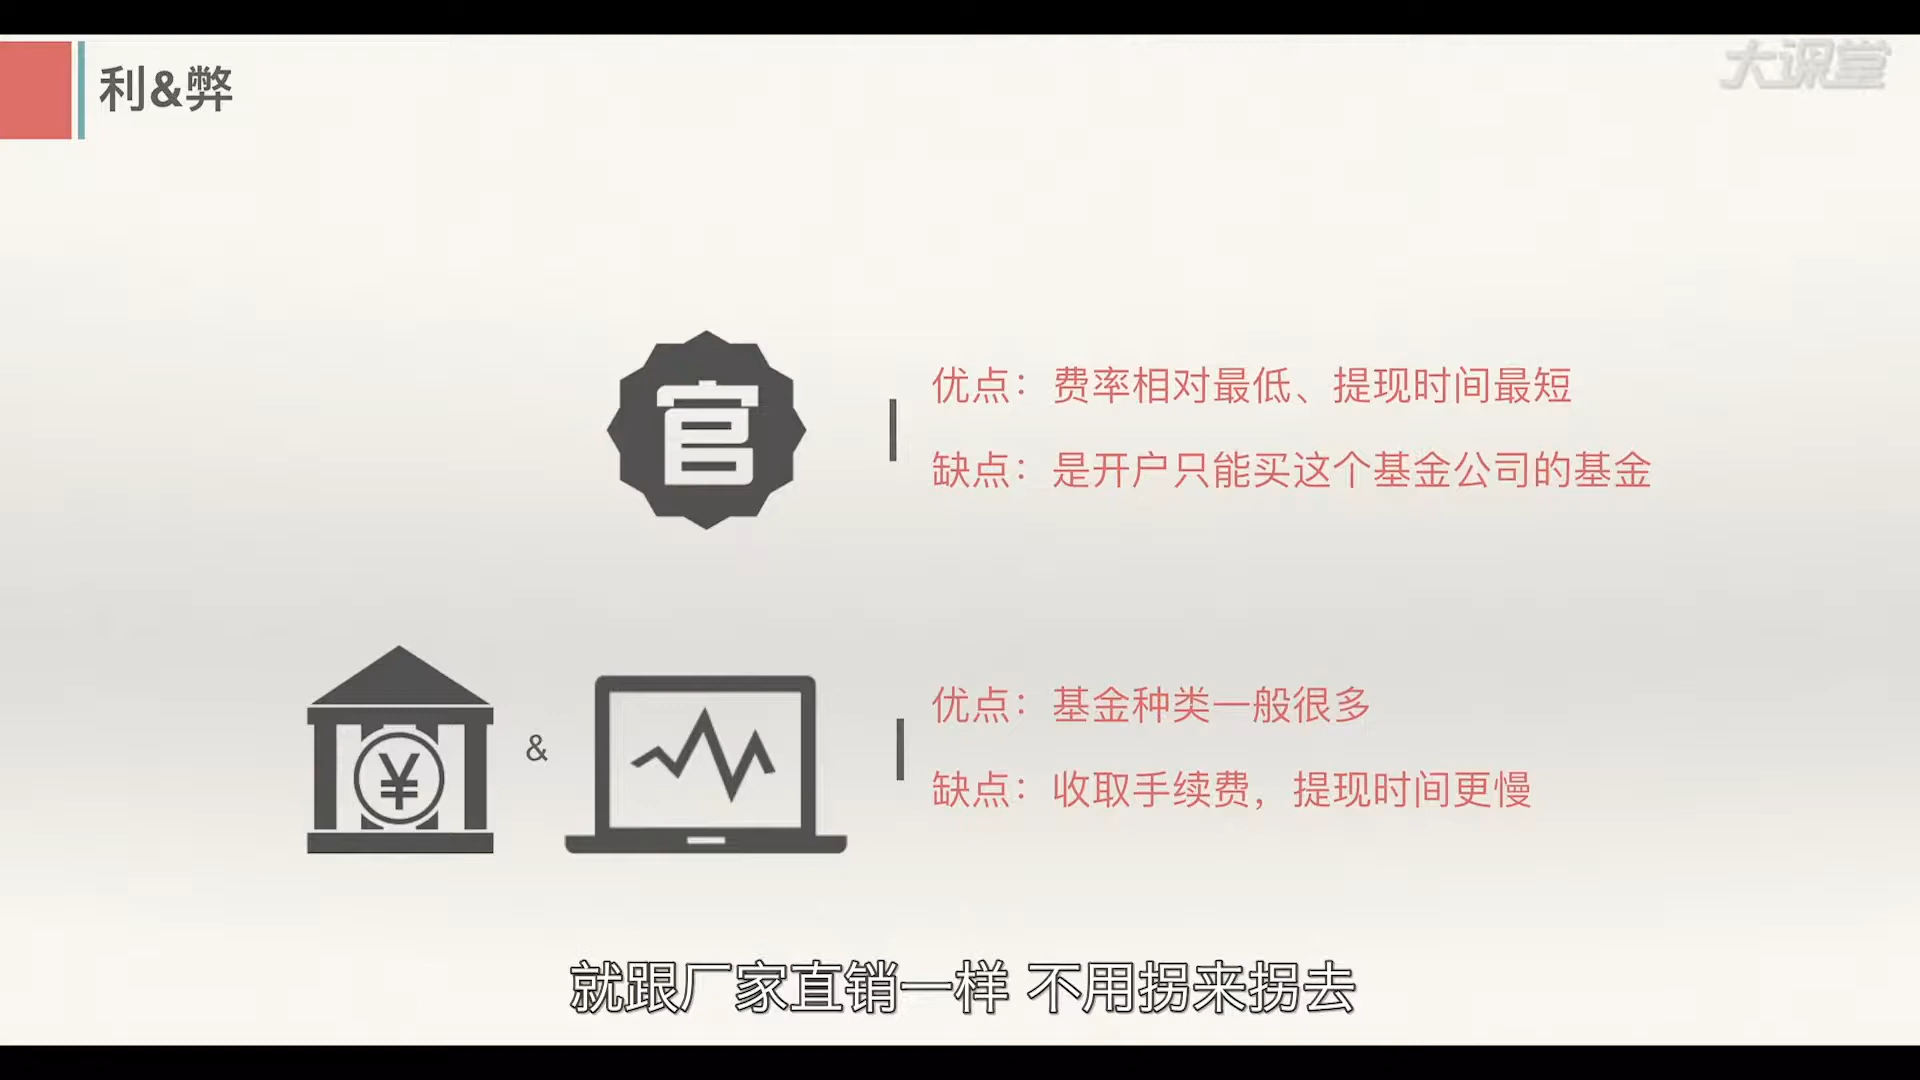 利&弊
大课堂
官
优点：费率相对最低、提现时间最短
缺点：是开户只能买这个基金公司的基金
¥
&
优点：基金种类一般很多
缺点：收取手续费，提现时间更慢
就跟厂家直销一样 不用拐来拐去